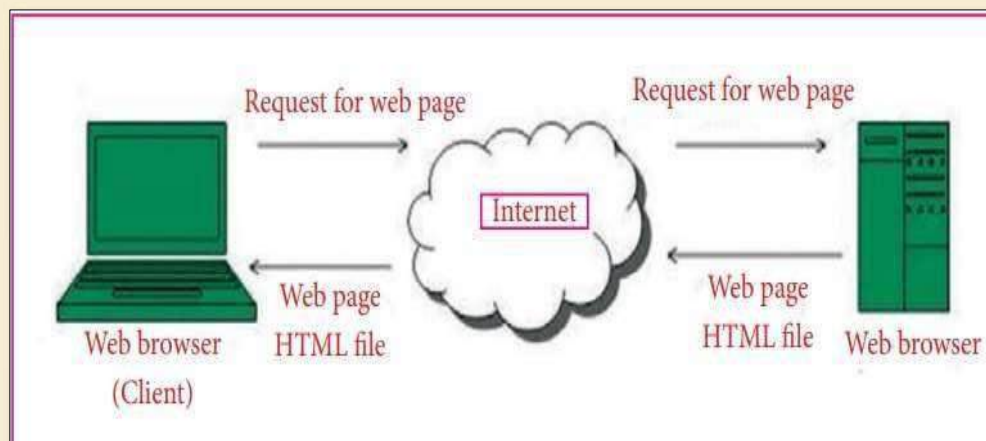 Request for web page
Request for web page
Internet
Web page
HTML file
Web page
HTML file
Web browser
(Client)
Web browser